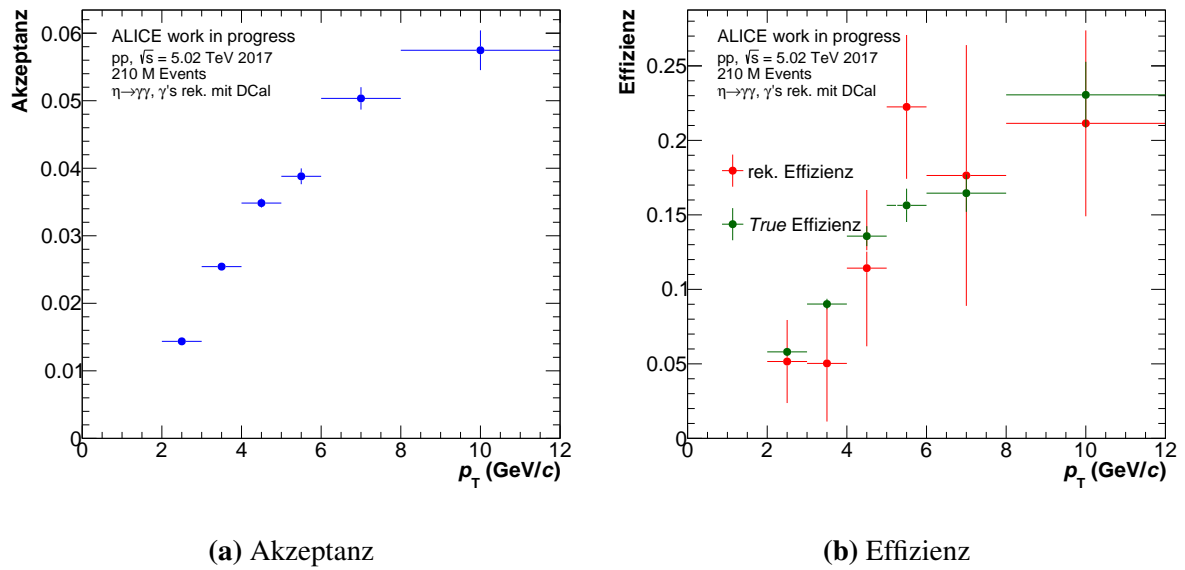 Akzeptanz
ALICE work in progress
pp, √s = 5.02 TeV 2017
210 M Events
η→γγ, γ's rek. mit DCal
0.06
0.05
0.04
0.03
0.02
0.01
0
0 2 4 6 8 10 12
p_T (GeV/c)
(a) Akzeptanz
Effizienz
ALICE work in progress
pp, √s = 5.02 TeV 2017
210 M Events
η→γγ, γ's rek. mit DCal
rek. Effizienz
True Effizienz
0.25
0.2
0.15
0.1
0.05
0
0 2 4 6 8 10 12
p_T (GeV/c)
(b) Effizienz